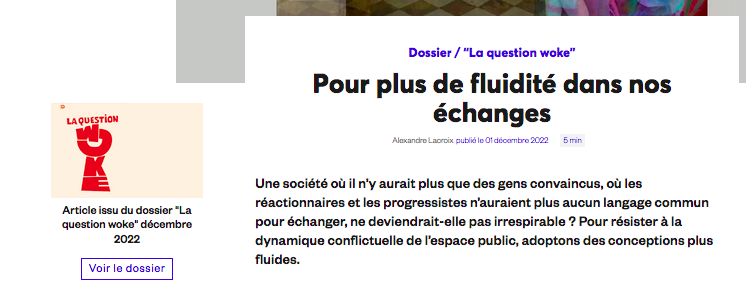 Dossier / "La question woke"
Pour plus de fluidité dans nos
échanges
Alexandre Lacroix publié le 01 décembre 2022 5 min
LA QUESTION
WOKE
Article issu du dossier "La
question woke" décembre
2022
Voir le dossier
Une société où il n'y aurait plus que des gens convaincus, où les
réactionnaires et les progressistes n'auraient plus aucun langage commun
pour échanger, ne deviendrait-elle pas irrespirable ? Pour résister à la
dynamique conflictuelle de l'espace public, adoptons des conceptions plus
fluides.